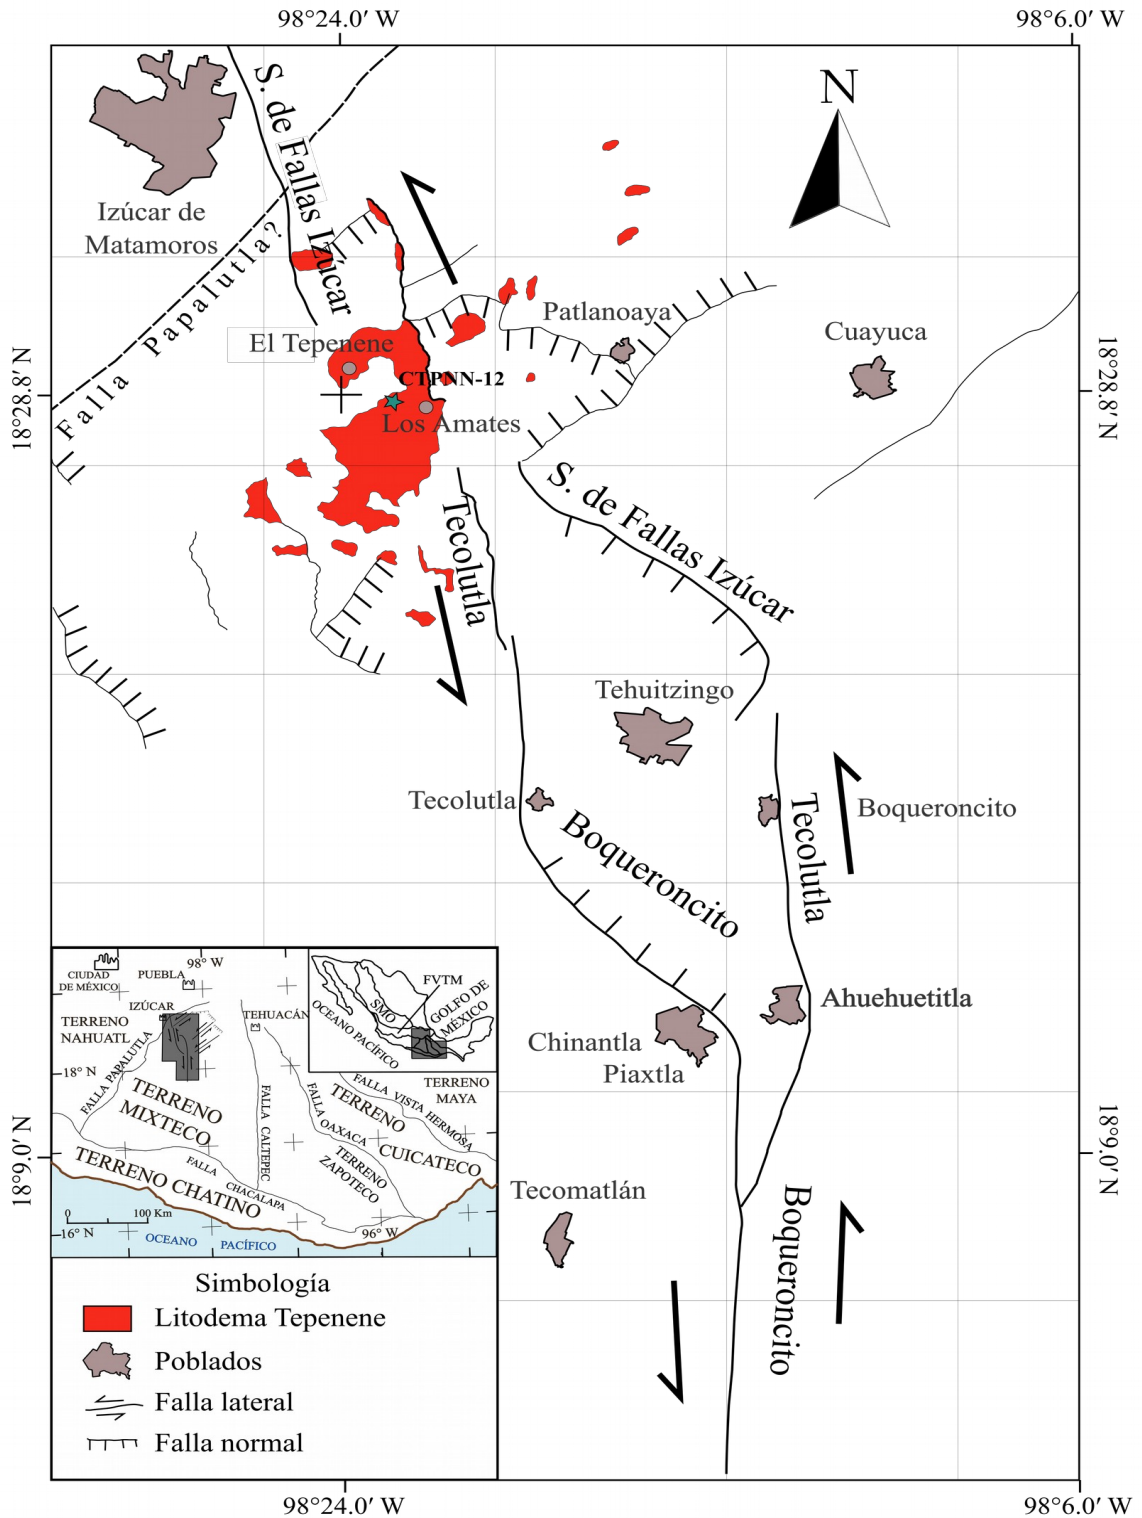 98°24.0' W
98°6.0' W
S. de Fallas Izúcar
N
Izúcar de
Matamoros
Falla Papalutla?
Patlanoaya
Cuayuca
El Tepenene
CTPNN-12
Los Amates
18°28.8' N
18°28.8' N
S. de Fallas Izúcar
Tecolutla
Tehuitzingo
Tecolutla
Boqueroncito
Tecolutla
Boqueroncito
Ahuehuetitla
Chinantla
Piaxtla
18°9.0' N
18°9.0' N
Tecomatlán
Boqueroncito
98° W
CIUDAD
DE MÉXICO
PUEBLA
IZÚCAR
TEHUACÁN
TERRENO
NAHUATL
FALLA PAPALUTLA
18° N
FVTM
SMO
GOLFO DE
MÉXICO
OCEANO PACÍFICO
TERRENO
MIXTECO
FALLA CALTEPEC
FALLA OAXACA
FALLA VISTA HERMOSA
TERRENO
MAYA
TERRENO
CUICATECO
TERRENO
ZAPOTECO
FALLA CHACALAPA
TERRENO CHATINO
0 100 Km
16° N
96° W
OCEANO PACÍFICO
Simbología
Litodema Tepenene
Poblados
Falla lateral
Falla normal
98°24.0' W
98°6.0' W